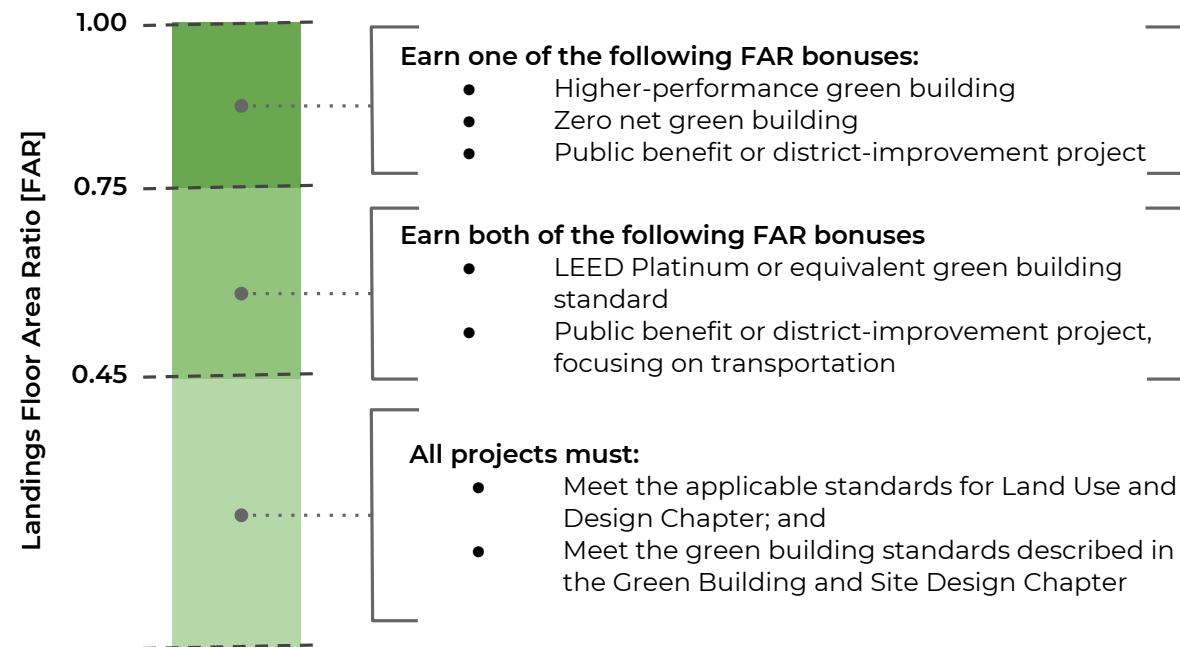 Landings Floor Area Ratio [FAR]
1.00
0.75
0.45
Earn one of the following FAR bonuses:
● Higher-performance green building
● Zero net green building
● Public benefit or district-improvement project
Earn both of the following FAR bonuses
● LEED Platinum or equivalent green building
standard
● Public benefit or district-improvement project,
focusing on transportation
All projects must:
● Meet the applicable standards for Land Use and
Design Chapter; and
● Meet the green building standards described in
the Green Building and Site Design Chapter